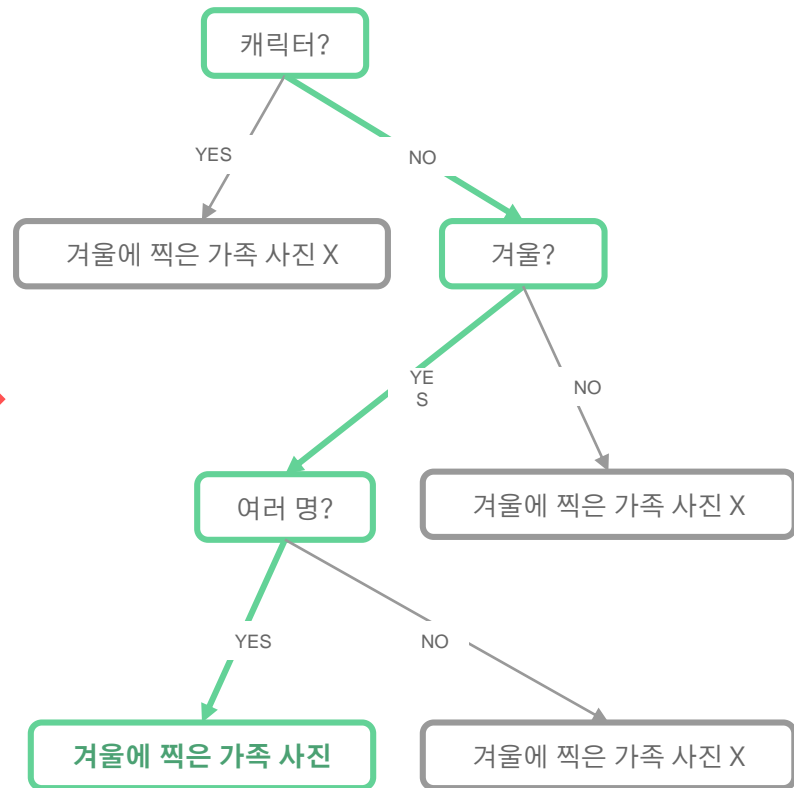 캐릭터?
YES
NO
겨울에 찍은 가족 사진 X
겨울?
YE
S
NO
여러 명?
겨울에 찍은 가족 사진 X
YES
NO
겨울에 찍은 가족 사진
겨울에 찍은 가족 사진 X